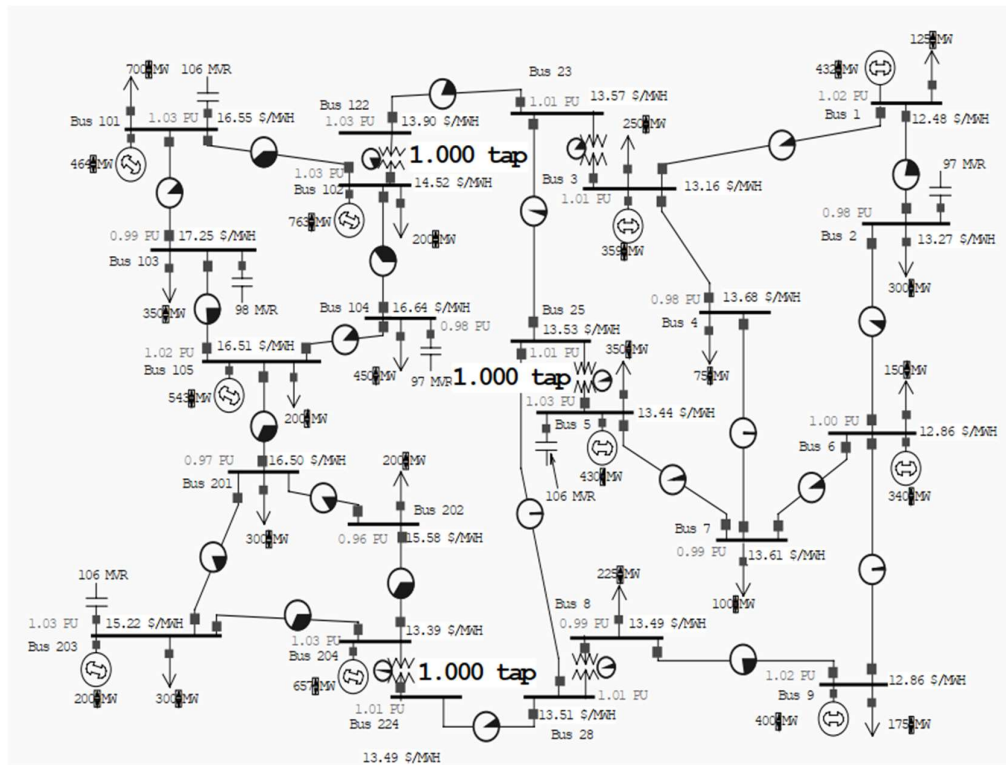 Bus 23
125 MW
700 MW
106 MVR
432 MW
1.02 PU
Bus 1
12.48 $/MWH
Bus 101
1.03 PU
16.55 $/MWH
Bus 122
1.03 PU
13.90 $/MWH
1.01 PU
13.57 $/MWH
250 MW
1.000 tap
97 MVR
464 MW
1.03 PU
Bus 102
14.52 $/MWH
Bus 3
1.01 PU
13.16 $/MWH
763 MW
200 MW
359 MW
0.98 PU
Bus 2
13.27 $/MWH
300 MW
0.99 PU
17.25 $/MWH
Bus 103
350 MW
98 MVR
Bus 104
16.64 $/MWH
0.98 PU
450 MW
97 MVR
Bus 25
13.53 $/MWH
1.01 PU
350 MW
0.98 PU
13.68 $/MWH
Bus 4
75 MW
1.02 PU
16.51 $/MWH
Bus 105
543 MW
200 MW
1.000 tap
1.03 PU
Bus 5
13.44 $/MWH
430 MW
106 MVR
150 MW
1.00 PU
Bus 6
12.86 $/MWH
340 MW
0.97 PU
16.50 $/MWH
Bus 201
300 MW
200 MW
Bus 202
0.96 PU
15.58 $/MWH
Bus 7
0.99 PU
13.61 $/MWH
100 MW
106 MVR
1.03 PU
15.22 $/MWH
Bus 203
200 MW
300 MW
13.39 $/MWH
1.03 PU
Bus 204
657 MW
1.000 tap
1.01 PU
Bus 224
13.49 $/MWH
225 MW
Bus 8
0.99 PU
13.49 $/MWH
1.01 PU
13.51 $/MWH
Bus 28
1.02 PU
Bus 9
12.86 $/MWH
400 MW
175 MW